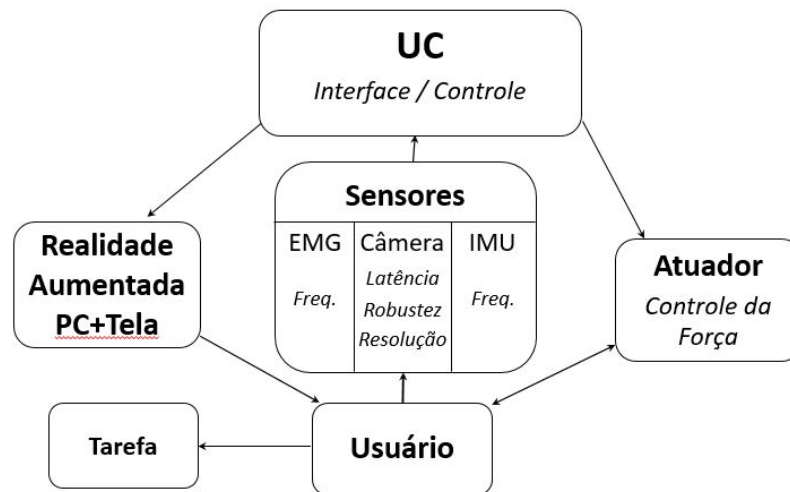 UC
Interface / Controle
Sensores
EMG
Freq.
Câmera
Latência
Robustez
Resolução
IMU
Freq.
Realidade
Aumentada
PC+Tela
Atuador
Controle da
Força
Tarefa
Usuário